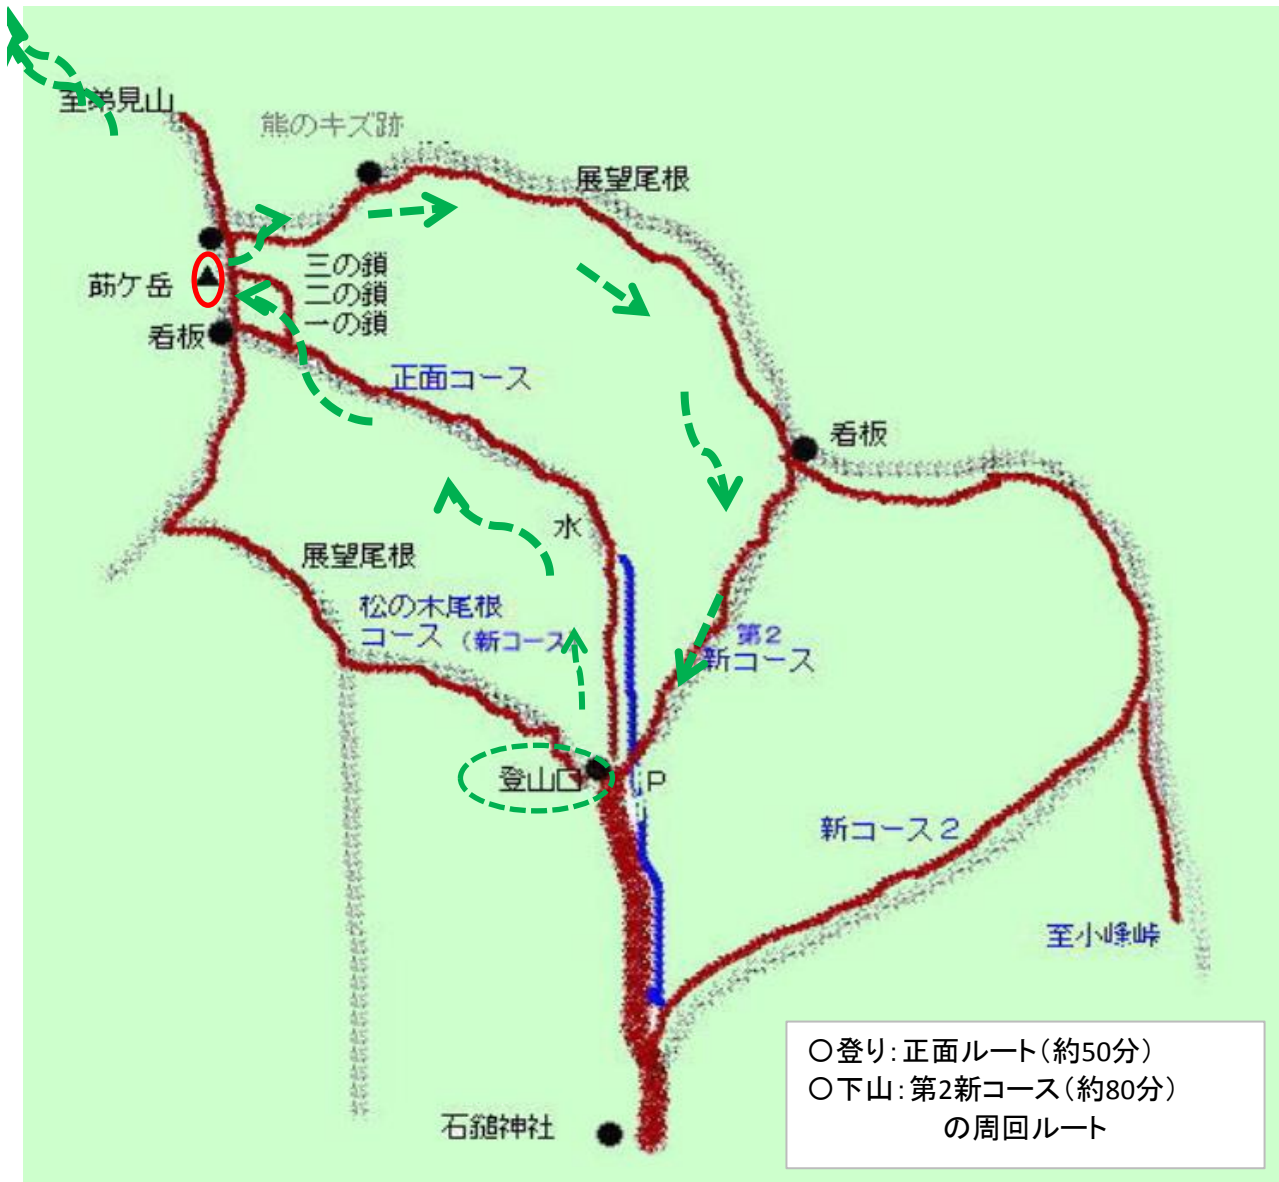 至弟見山
熊のキズ跡
展望尾根
三の鎖
二の鎖
一の鎖
莇ケ岳
看板
正面コース
看板
水
展望尾根
松の木尾根
コース（新コース
第２
新コース
登山口
P
新コース２
至小峰峠
石鎚神社
〇登り：正面ルート（約50分）
〇下山：第2新コース（約80分）
の周回ルート